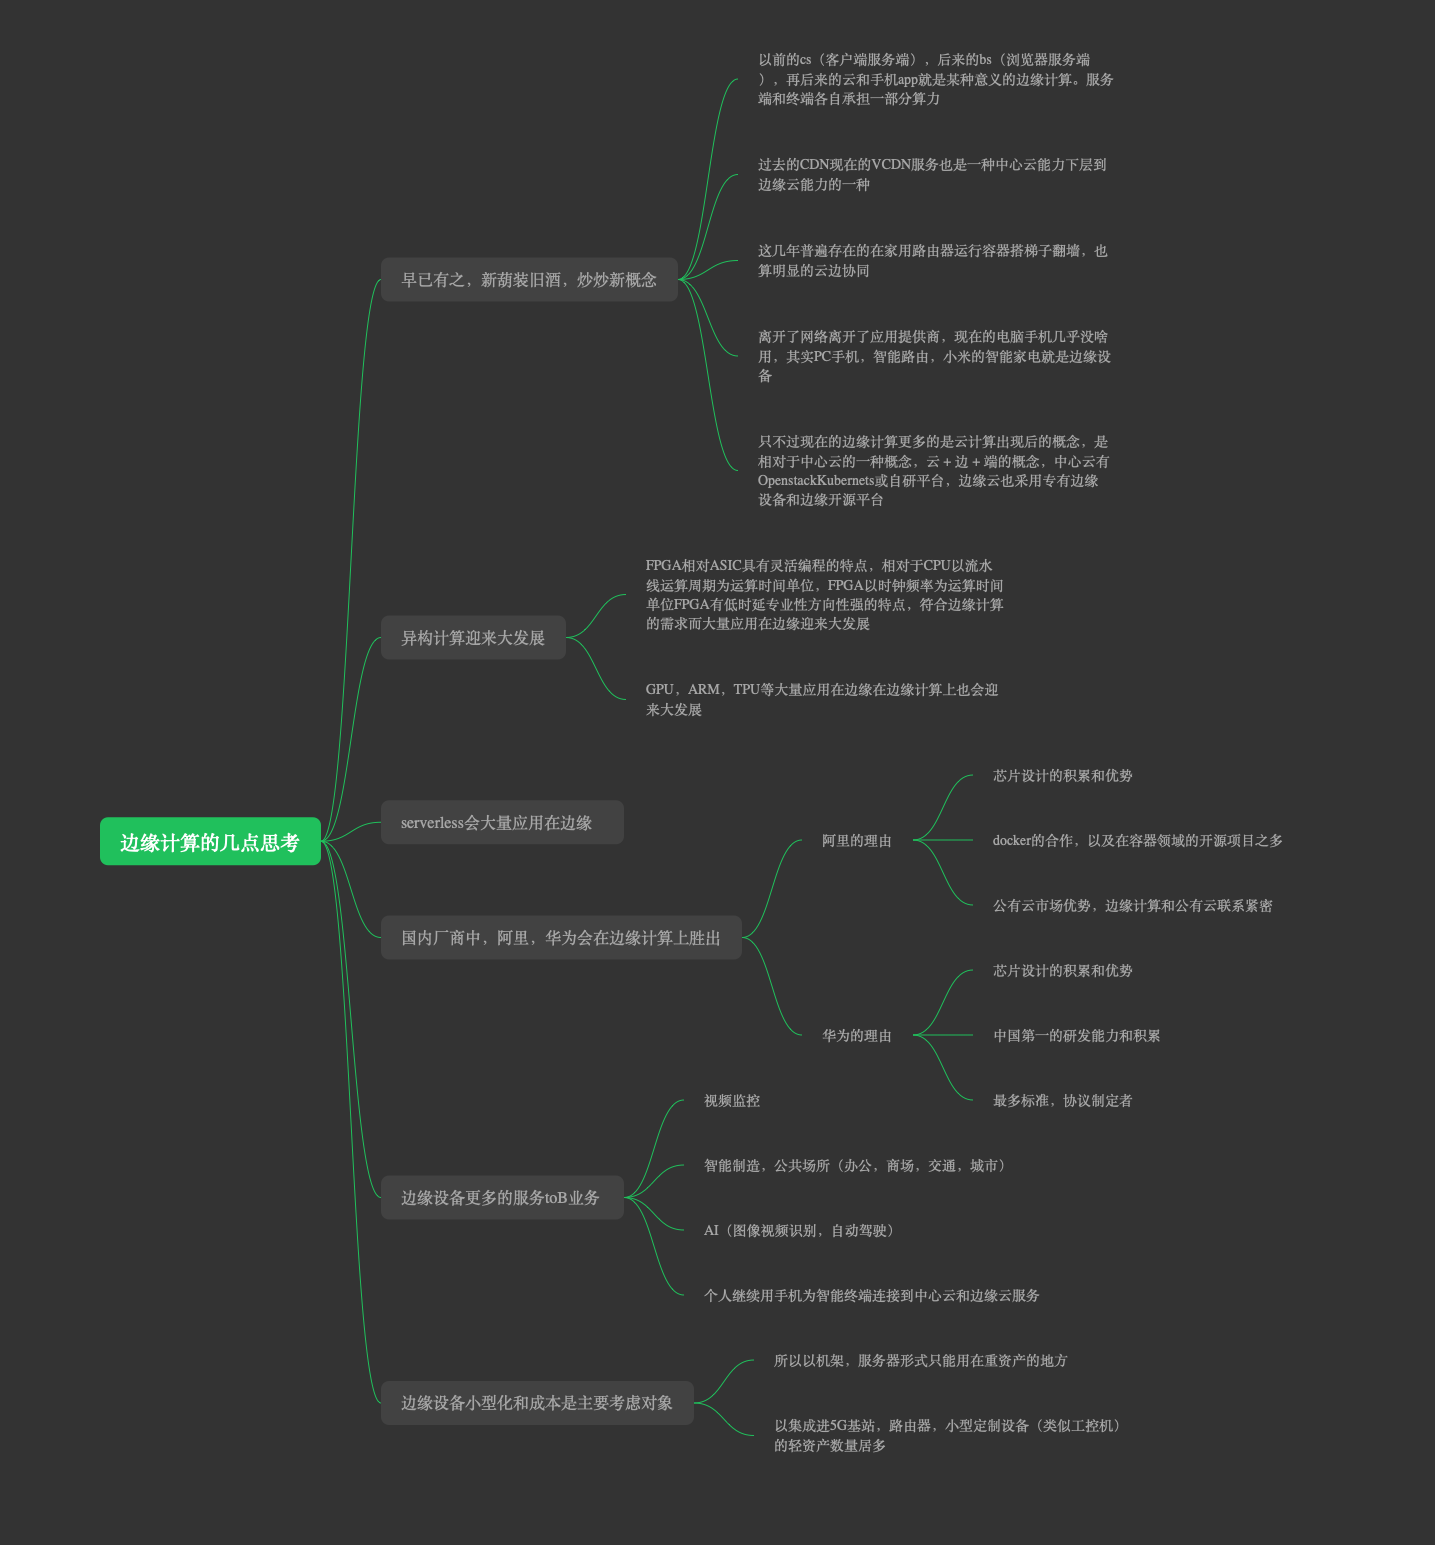 以前的cs（客户端服务端），后来的bs（浏览器服务端
），再后来的云和手机app就是某种意义的边缘计算。服务
端和终端各自承担一部分算力
过去的CDN现在的VCDN服务也是一种中心云能力下层到
边缘云能力的一种
这几年普遍存在的在家用路由器运行容器搭梯子翻墙，也
算明显的云边协同
早已有之，新葫装旧酒，炒炒新概念
离开了网络离开了应用提供商，现在的电脑手机几乎没啥
用，其实PC手机，智能路由，小米的智能家电就是边缘设
备
只不过现在的边缘计算更多的是云计算出现后的概念，是
相对于中心云的一种概念，云 + 边 + 端的概念，中心云有
OpenstackKubernets或自研平台，边缘云也采用专有边缘
设备和边缘开源平台
FPGA相对ASIC具有灵活编程的特点，相对于CPU以流水
线运算周期为运算时间单位，FPGA以时钟频率为运算时间
单位FPGA有低时延专业性方向性强的特点，符合边缘计算
的需求而大量应用在边缘迎来大发展
异构计算迎来大发展
GPU，ARM，TPU等大量应用在边缘在边缘计算上也会迎
来大发展
serverless会大量应用在边缘
边缘计算的几点思考
芯片设计的积累和优势
阿里的理由
docker的合作，以及在容器领域的开源项目之多
公有云市场优势，边缘计算和公有云联系紧密
国内厂商中，阿里，华为会在边缘计算上胜出
芯片设计的积累和优势
华为的理由
中国第一的研发能力和积累
最多标准，协议制定者
视频监控
智能制造，公共场所（办公，商场，交通，城市）
边缘设备更多的服务toB业务
AI（图像视频识别，自动驾驶）
个人继续用手机为智能终端连接到中心云和边缘云服务
所以以机架，服务器形式只能用在重资产的地方
边缘设备小型化和成本是主要考虑对象
以集成进5G基站，路由器，小型定制设备（类似工控机）
的轻资产数量居多